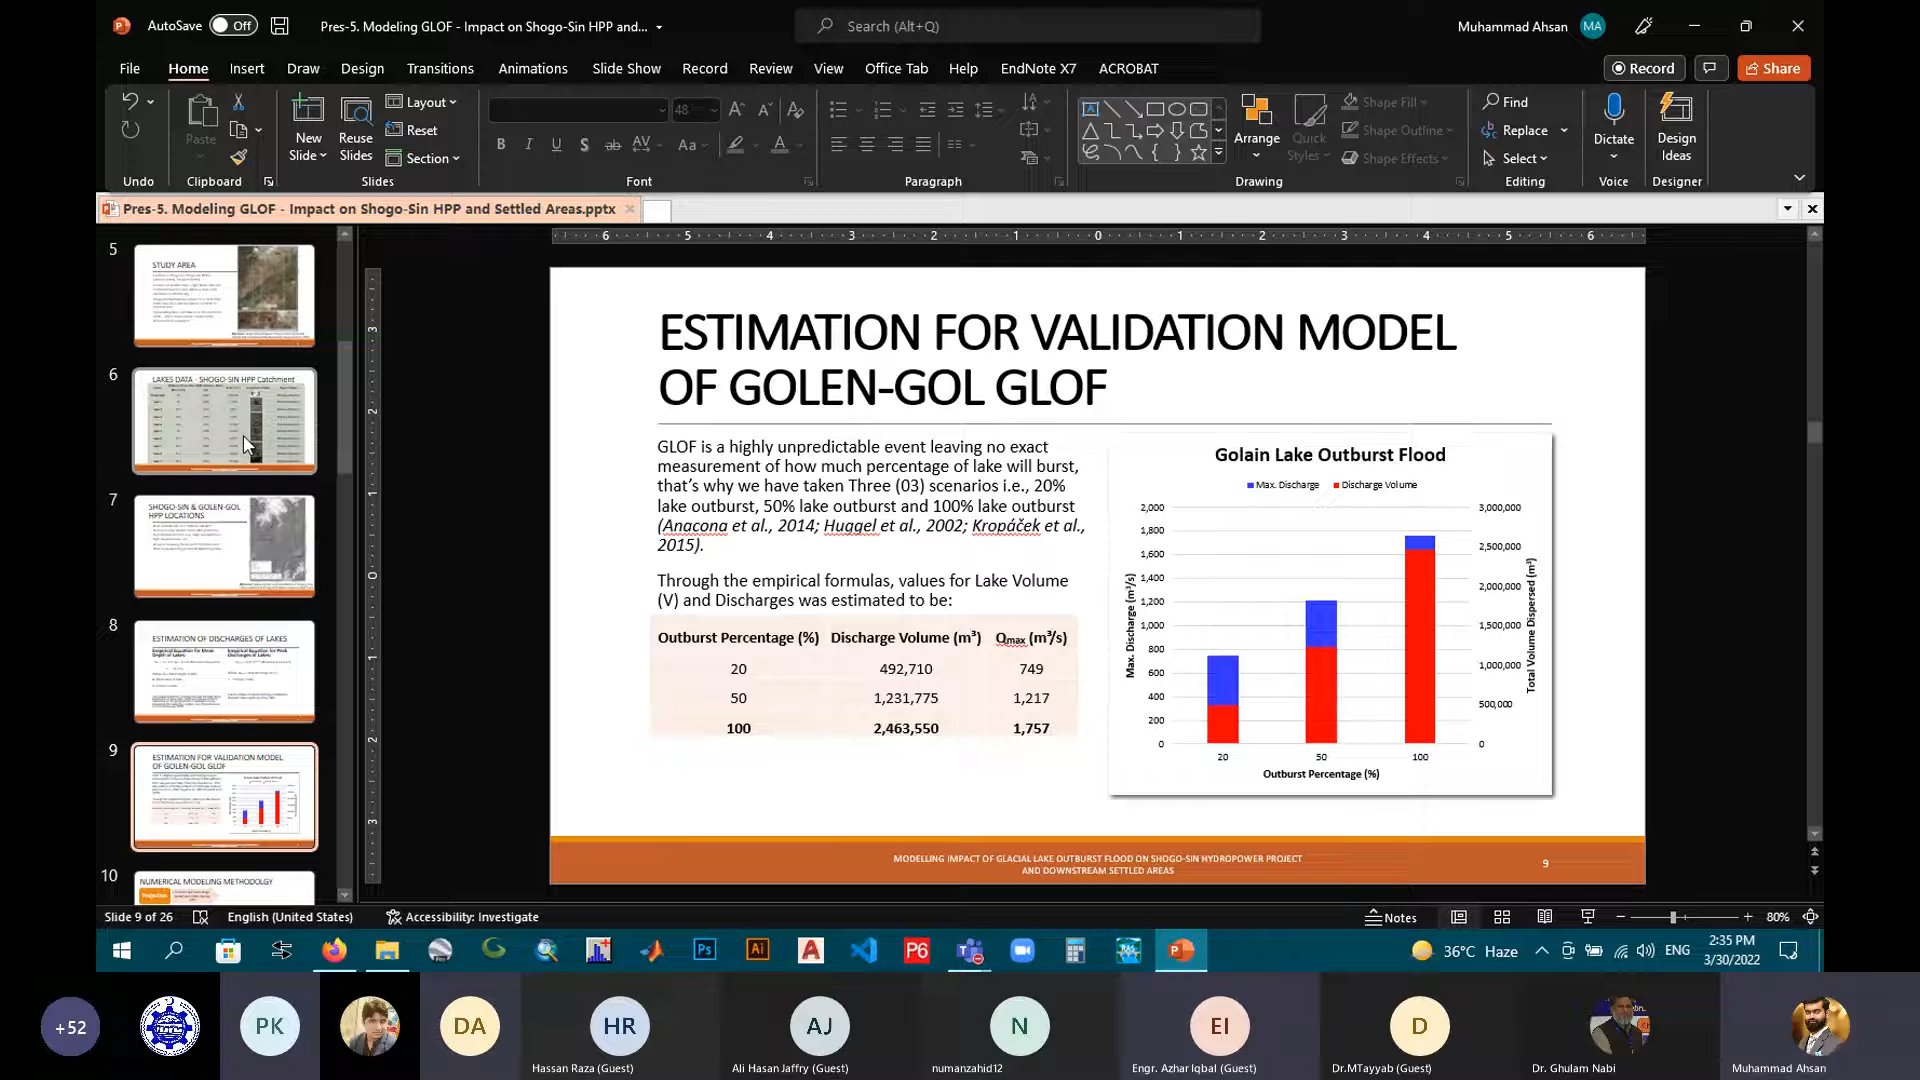 AutoSave Off Pres-5. Modeling GLOF - Impact on Shogo-Sin HPP and... Search (Alt+Q) Muhammad Ahsan MA
File Home Insert Draw Design Transitions Animations Slide Show Record Review View Office Tab Help EndNote X7 ACROBAT Record Share
Paste New Slide Reuse Slides Layout Reset Section 48 Arrange Quick Styles Shape Fill Shape Outline Shape Effects Find Replace Select Dictate Design Ideas
Undo Clipboard Slides Font Paragraph Drawing Editing Voice Designer
Pres-5. Modeling GLOF - Impact on Shogo-Sin HPP and Settled Areas.pptx
5
STUDY AREA
6
LAKES DATA - SHOGO-SIN HPP Catchment
7
SHOGO-SIN & GOLEN-GOL
HPP LOCATIONS
8
ESTIMATION OF DISCHARGES OF LAKES
9
ESTIMATION FOR VALIDATION MODEL
OF GOLEN-GOL GLOF
10
NUMERICAL MODELING METHODOLGY
ESTIMATION FOR VALIDATION MODEL
OF GOLEN-GOL GLOF
GLOF is a highly unpredictable event leaving no exact
measurement of how much percentage of lake will burst,
that's why we have taken Three (03) scenarios i.e., 20%
lake outburst, 50% lake outburst and 100% lake outburst
(Anacona et al., 2014; Huggel et al., 2002; Kropáček et al.,
2015).
Through the empirical formulas, values for Lake Volume
(V) and Discharges was estimated to be:
Outburst Percentage (%) Discharge Volume (m³) Qmax (m³/s)
20 492,710 749
50 1,231,775 1,217
100 2,463,550 1,757
Golain Lake Outburst Flood
Max. Discharge Discharge Volume
2,000 3,000,000
1,800
1,600 2,500,000
1,400 2,000,000
1,200
1,000 1,500,000
800
600 1,000,000
400 500,000
200
0 0
20 50 100
Outburst Percentage (%)
Max. Discharge (m³/s)
Total Volume Dispersed (m³)
MODELLING IMPACT OF GLACIAL LAKE OUTBURST FLOOD ON SHOGO-SIN HYDROPOWER PROJECT
AND DOWNSTREAM SETTLED AREAS
9
Slide 9 of 26 English (United States) Accessibility: Investigate Notes 80%
36°C Haze ENG 2:35 PM
3/30/2022
+52 PK DA HR AJ N EI D
Hassan Raza (Guest) Ali Hasan Jaffry (Guest) numanzahid12 Engr. Azhar Iqbal (Guest) Dr.MTayyab (Guest) Dr. Ghulam Nabi Muhammad Ahsan